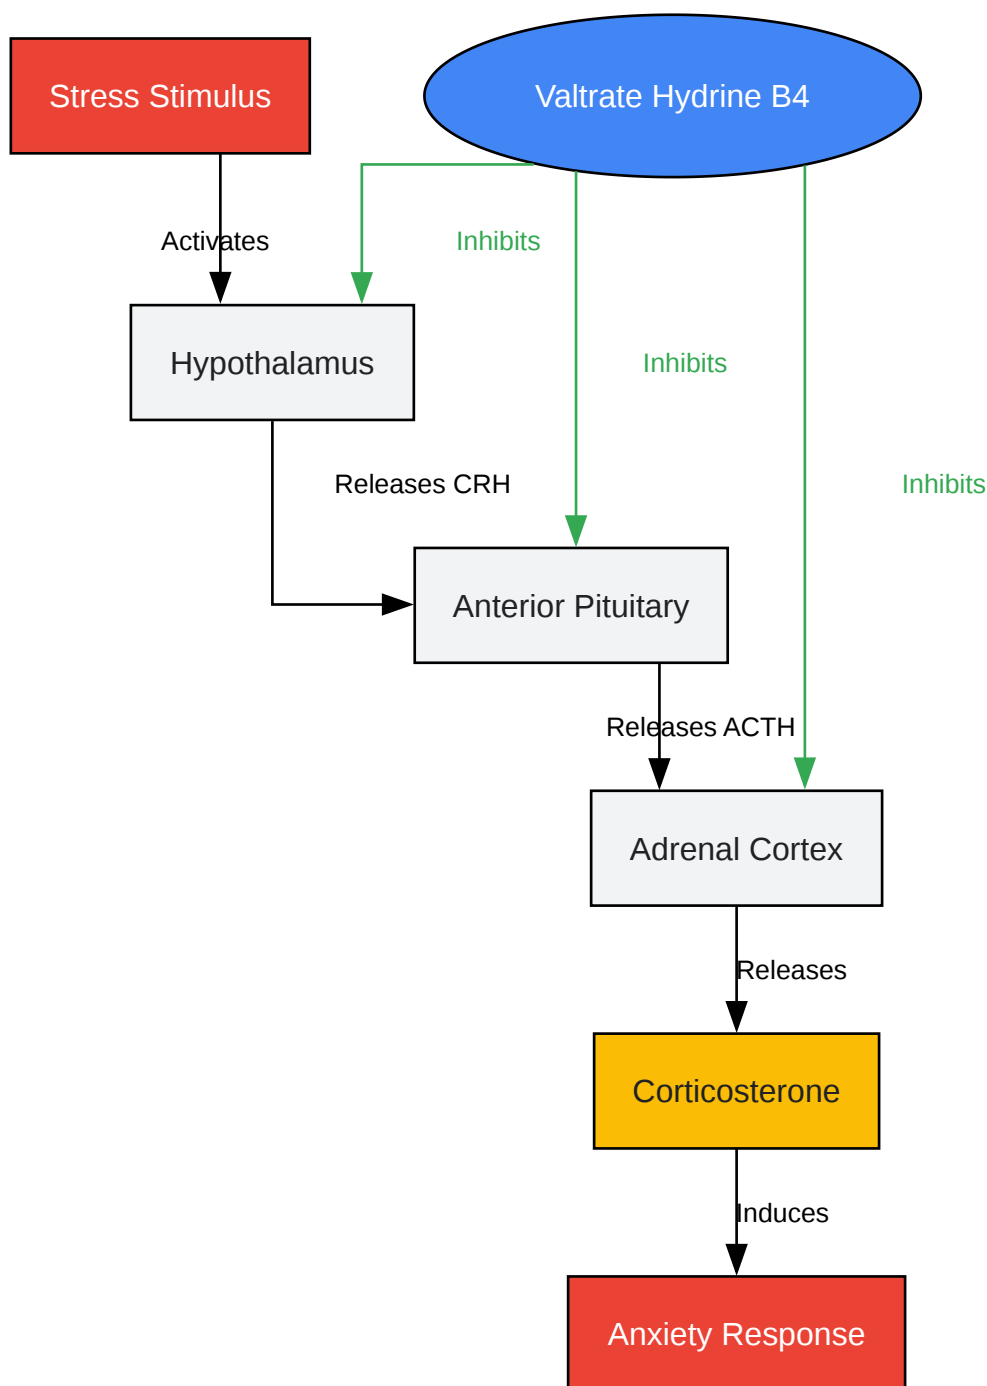 Stress Stimulus
Valtrate Hydrine B4
Activates
Inhibits
Hypothalamus
Inhibits
Releases CRH
Inhibits
Anterior Pituitary
Releases ACTH
Adrenal Cortex
Releases
Corticosterone
Induces
Anxiety Response